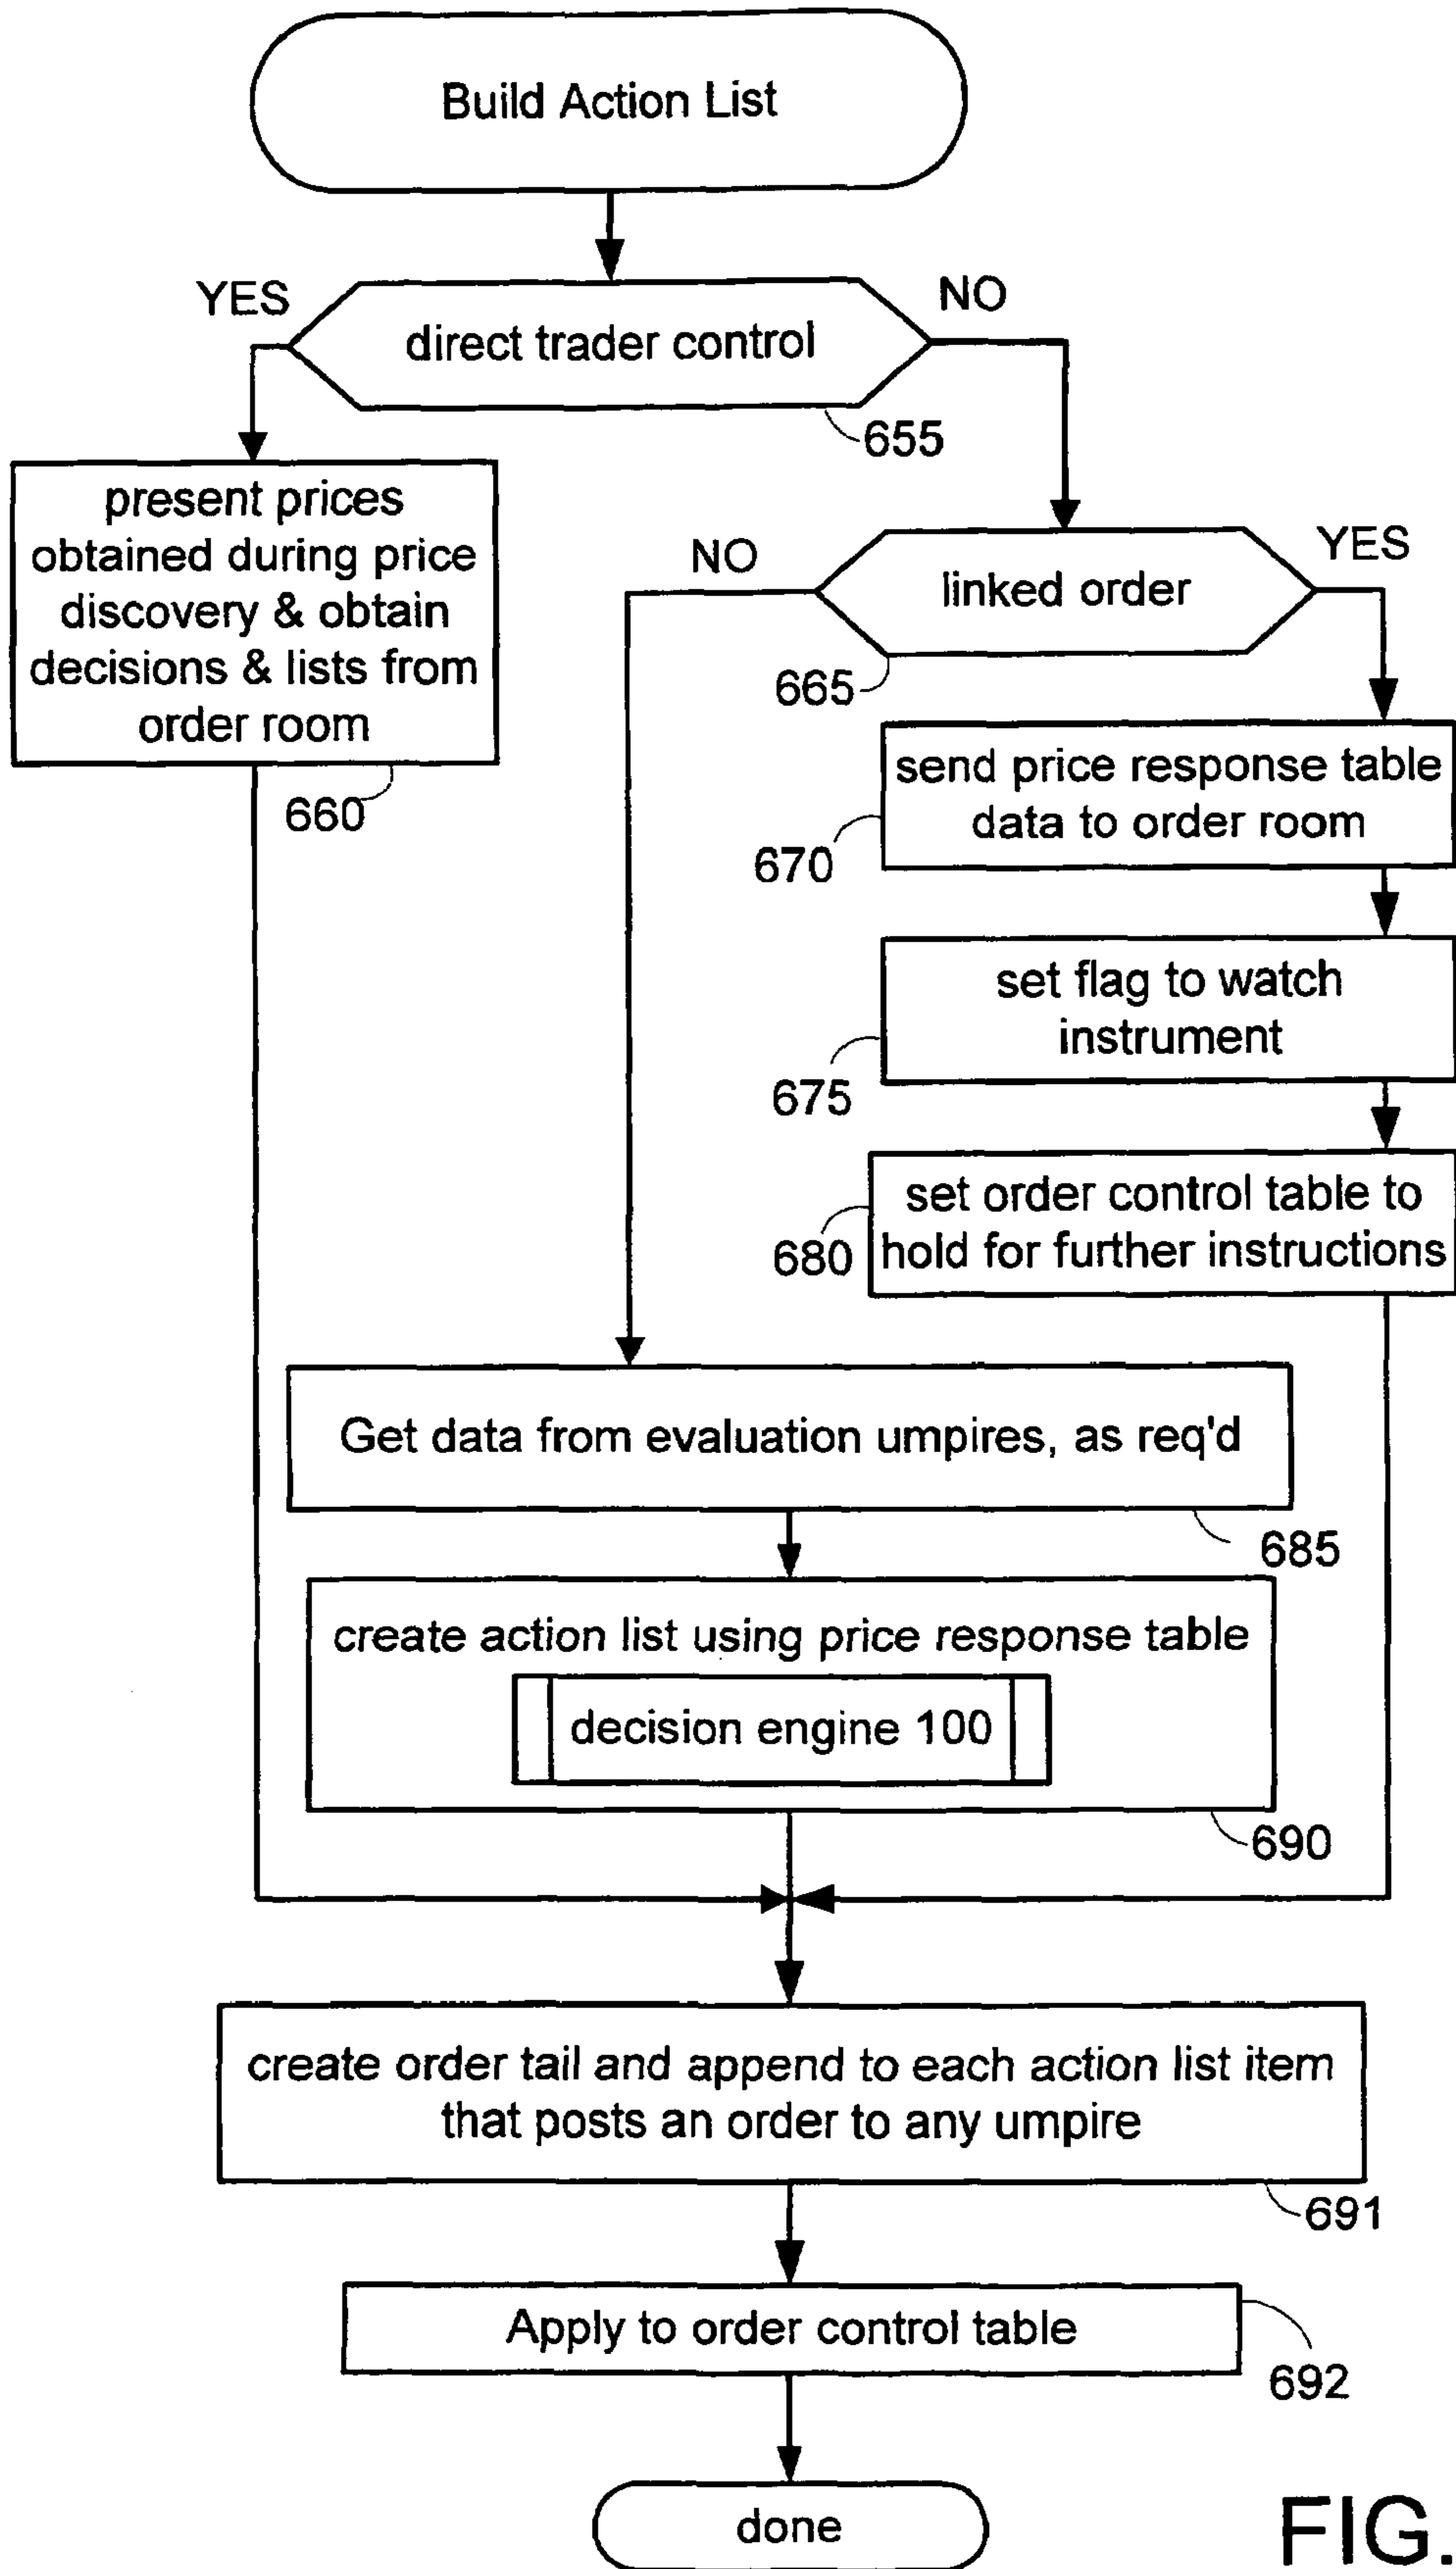 Build Action List
YES
NO
direct trader control
655
present prices
obtained during price
discovery & obtain
decisions & lists from
order room
660
NO
YES
linked order
665
send price response table
data to order room
670
set flag to watch
instrument
675
set order control table to
hold for further instructions
680
Get data from evaluation umpires, as req'd
685
create action list using price response table
decision engine 100
690
create order tail and append to each action list item
that posts an order to any umpire
691
Apply to order control table
692
done
FIG.